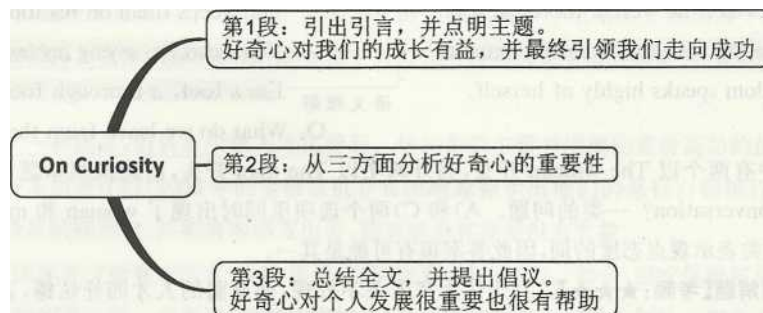 第1段：引出引言，并点明主题。
好奇心对我们的成长有益，并最终引领我们走向成功
On Curiosity
第2段：从三方面分析好奇心的重要性
第3段：总结全文，并提出倡议。
好奇心对个人发展很重要也很有帮助